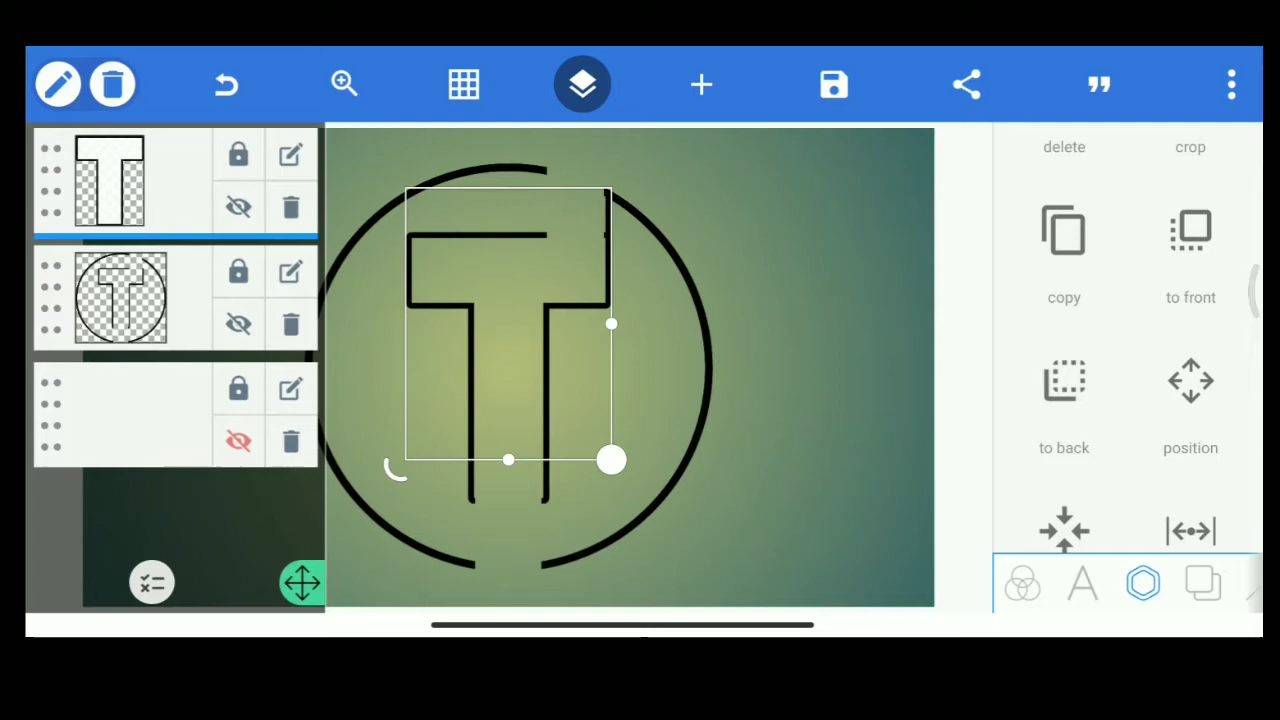 delete
crop
copy
to front
to back
position
T
T
T
A